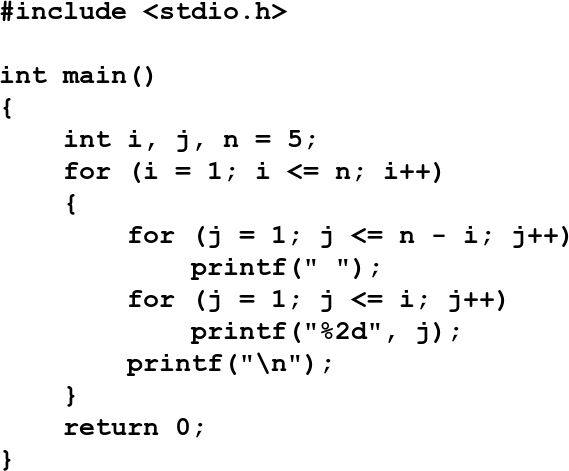 #include <stdio.h>

int main()
{
    int i, j, n = 5;
    for (i = 1; i <= n; i++)
    {
        for (j = 1; j <= n - i; j++)
            printf(" ");
        for (j = 1; j <= i; j++)
            printf("%2d", j);
        printf("\n");
    }
    return 0;
}